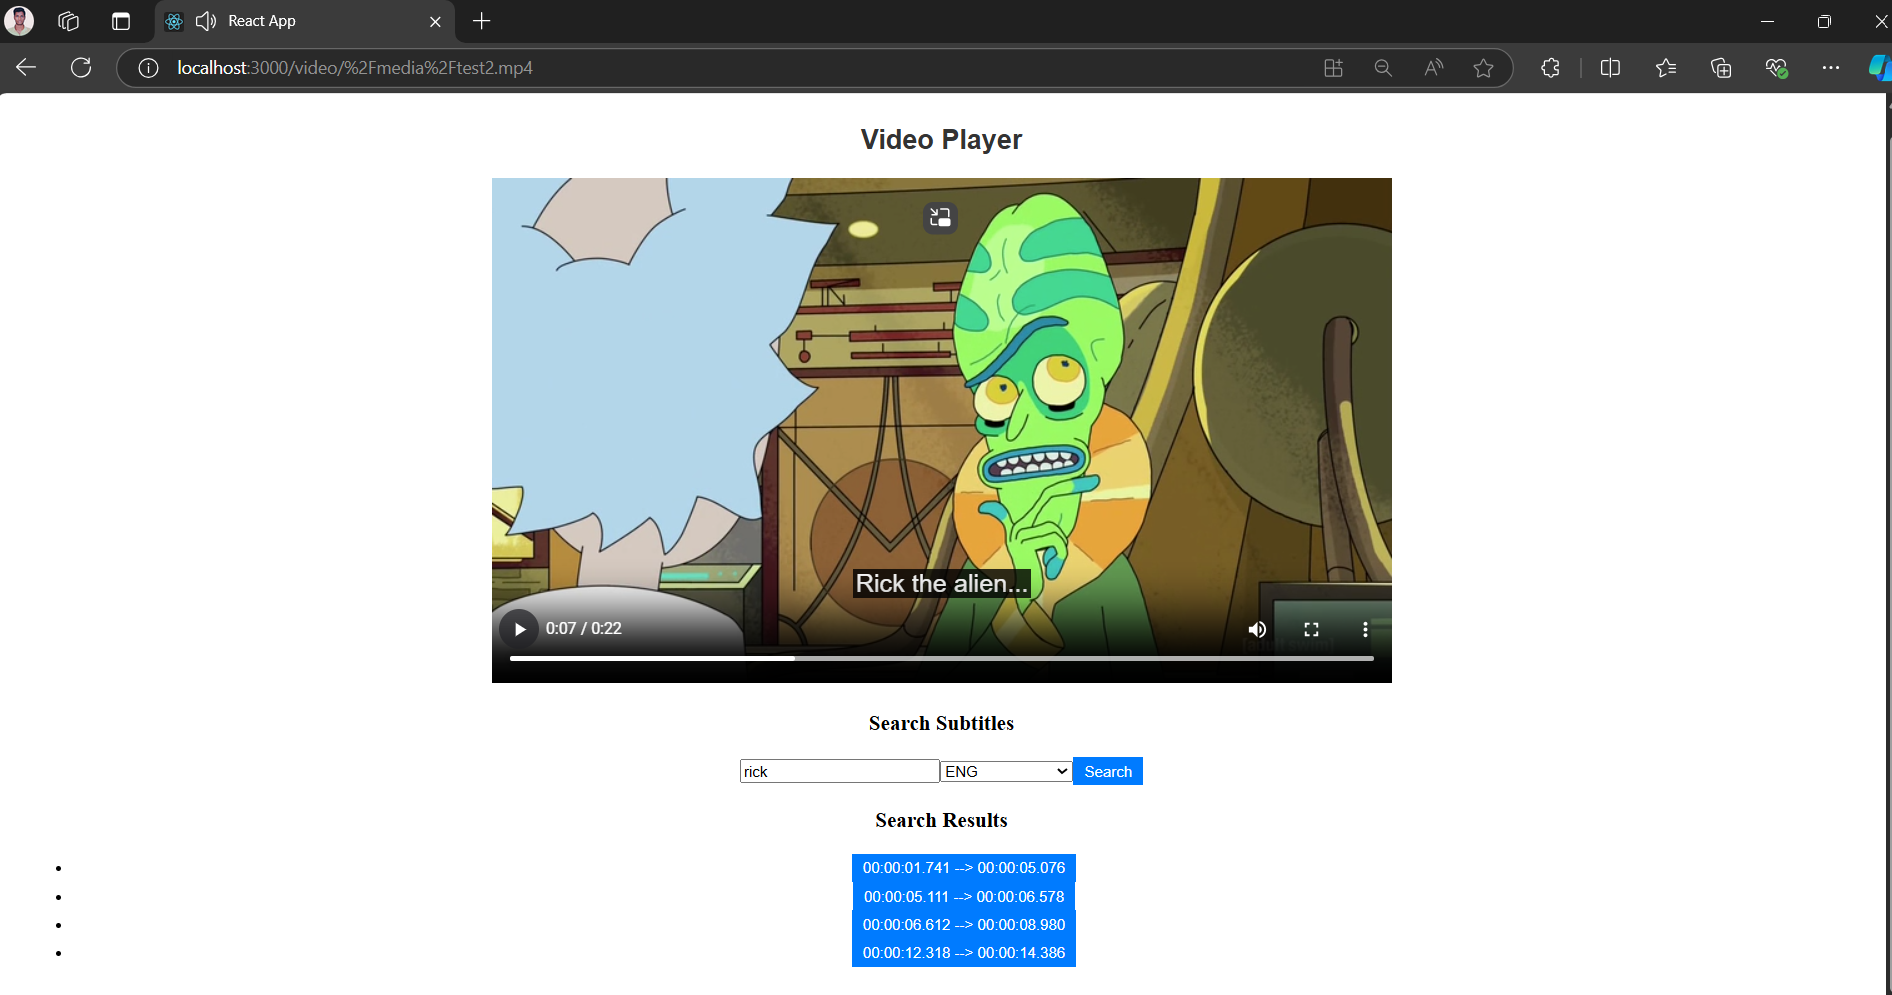 React App
localhost:3000/video/%2Fmedia%2Ftest2.mp4
Video Player
Rick the alien...
0:07 / 0:22
Search Subtitles
rick ENG Search
Search Results
00:00:01.741 --> 00:00:05.076
00:00:05.111 --> 00:00:06.578
00:00:06.612 --> 00:00:08.980
00:00:12.318 --> 00:00:14.386